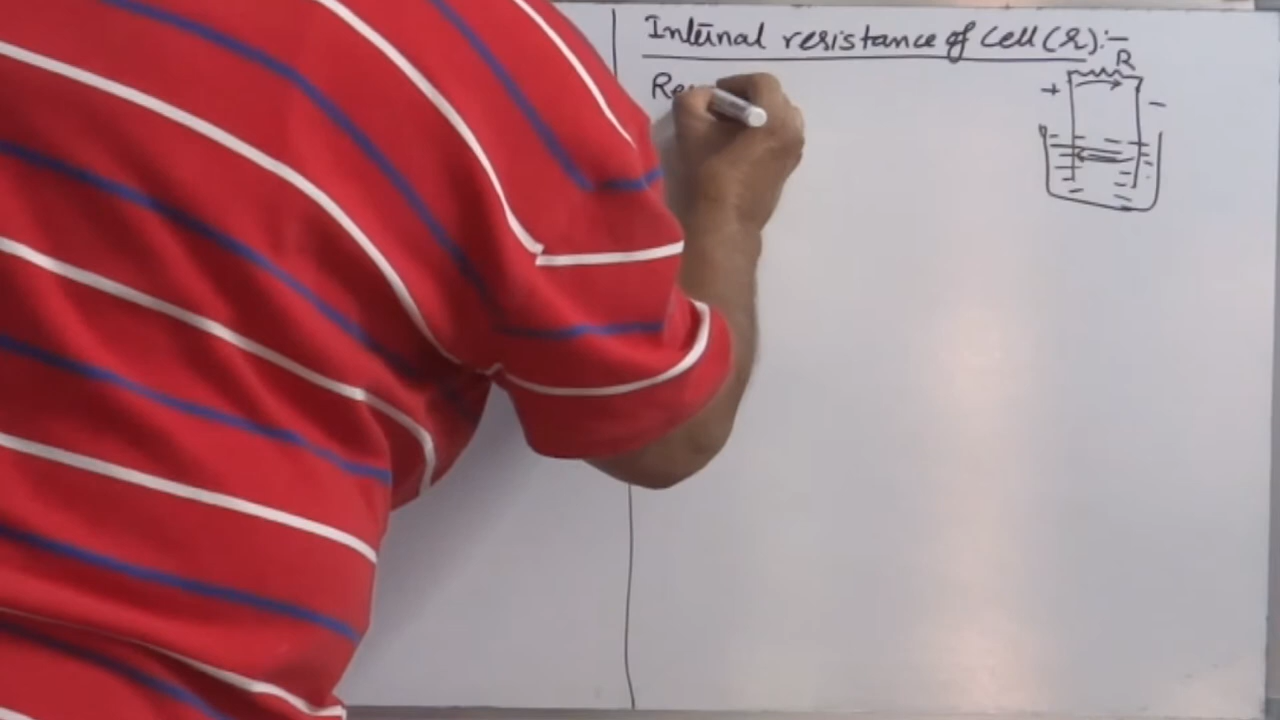 Internal resistance of cell (r):-
R
+ -